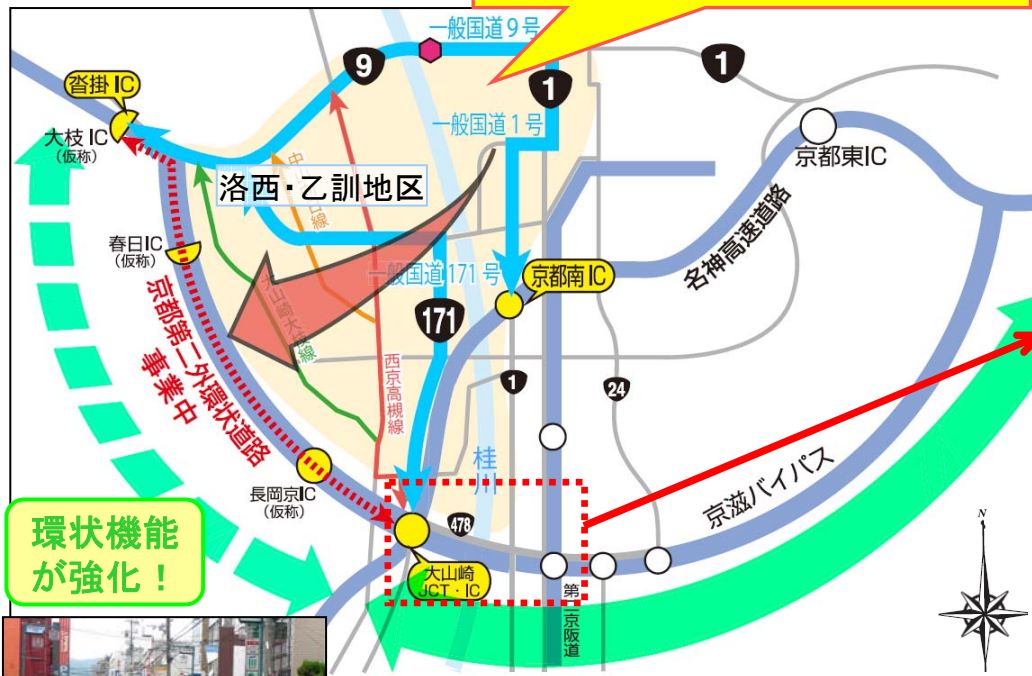 一般国道9号
9
1
1
沓掛IC
大枝IC
(仮称)
一般国道1号
京都東IC
洛西・乙訓地区
名神高速道路
春日IC
(仮称)
一般国道171号
京都南IC
171
京都第二外環状道路
事業中
西京高槻線
1
24
桂川
長岡京IC
(仮称)
京滋バイパス
478
環状機能
が強化！
大山崎
JCT・IC
第二京阪道
N